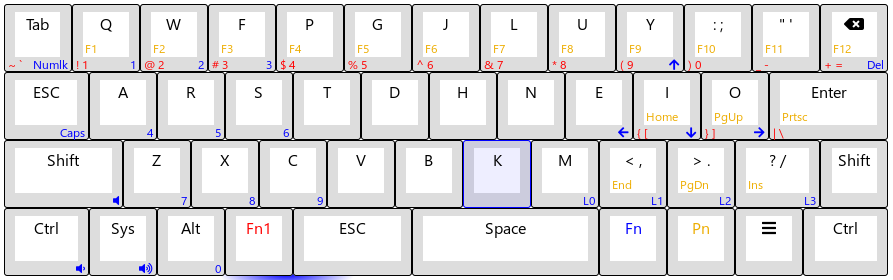 Tab Q W F P G J L U Y : ; " '
F1 F2 F3 F4 F5 F6 F7 F8 F9 F10 F11 F12
~ ` Numlk ! 1 1 @ 2 2 # 3 3 $ 4 % 5 ^ 6 & 7 * 8 ( 9 ) 0 _ - + = Del
ESC A R S T D H N E I O Enter
Home PgUp Prtsc
Caps 4 5 6 { [ } ] | \
Shift Z X C V B K M < , > . ? / Shift
End PgDn Ins
7 8 9 L0 L1 L2 L3
Ctrl Sys Alt Fn1 ESC Space Fn Pn Ctrl
0